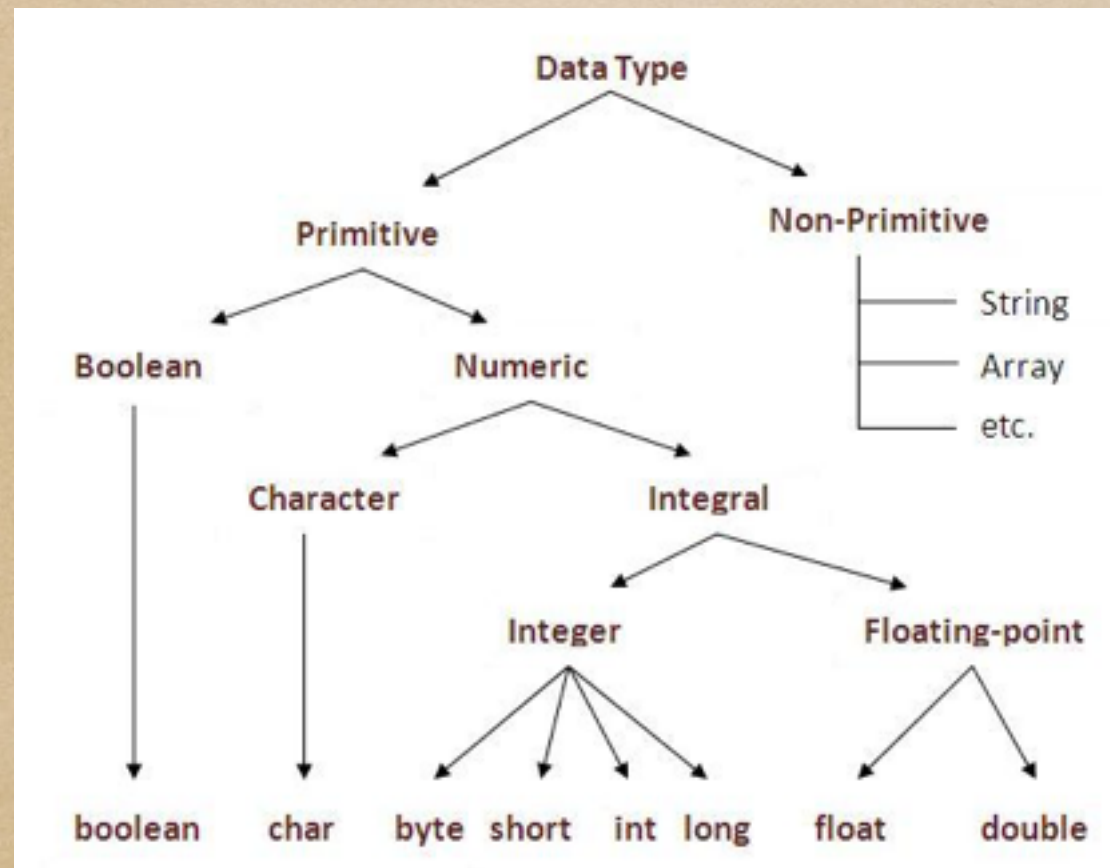 Data Type
Primitive
Non-Primitive
String
Array
etc.
Boolean
Numeric
Character
Integral
Integer
Floating-point
boolean
char
byte
short
int
long
float
double